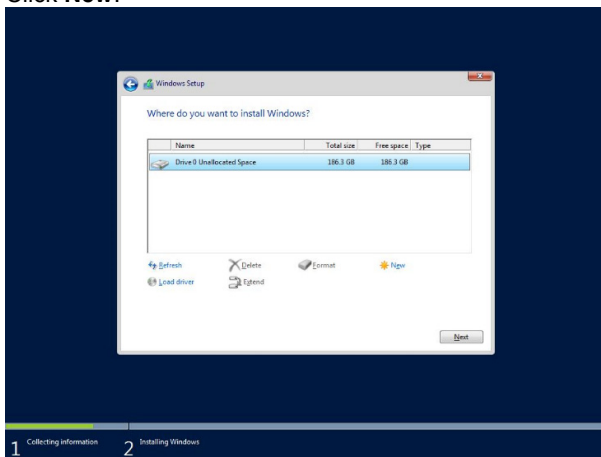 Click New.
Windows Setup
Where do you want to install Windows?
Name Total size Free space Type
Drive 0 Unallocated Space 186.3 GB 186.3 GB
Refresh Delete Format New
Load driver Extend
Next
1 Collecting information 2 Installing Windows